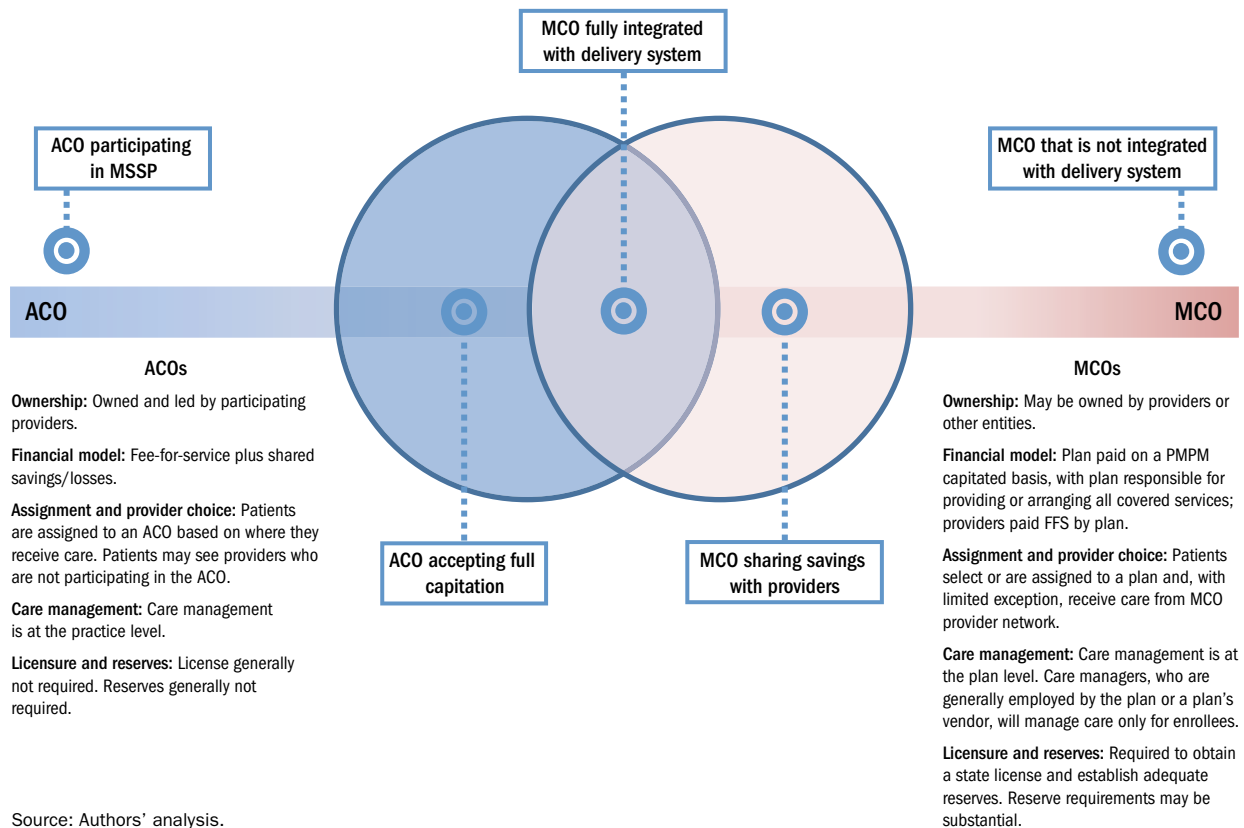 MCO fully integrated
with delivery system
ACO participating
in MSSP
MCO that is not integrated
with delivery system
ACO
MCO
ACO accepting full
capitation
MCO sharing savings
with providers
ACOs
Ownership: Owned and led by participating
providers.
Financial model: Fee-for-service plus shared
savings/losses.
Assignment and provider choice: Patients
are assigned to an ACO based on where they
receive care. Patients may see providers who
are not participating in the ACO.
Care management: Care management
is at the practice level.
Licensure and reserves: License generally
not required. Reserves generally not
required.
MCOs
Ownership: May be owned by providers or
other entities.
Financial model: Plan paid on a PMPM
capitated basis, with plan responsible for
providing or arranging all covered services;
providers paid FFS by plan.
Assignment and provider choice: Patients
select or are assigned to a plan and, with
limited exception, receive care from MCO
provider network.
Care management: Care management is at
the plan level. Care managers, who are
generally employed by the plan or a plan's
vendor, will manage care only for enrollees.
Licensure and reserves: Required to obtain
a state license and establish adequate
reserves. Reserve requirements may be
substantial.
Source: Authors' analysis.